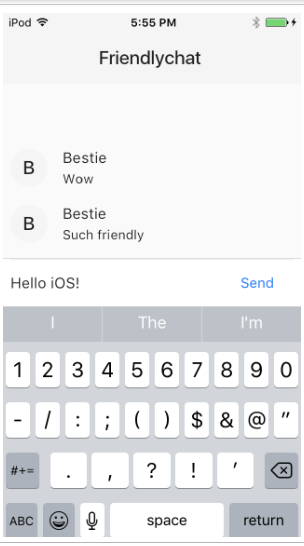 iPod 5:55 PM
Friendlychat
B Bestie
Wow
B Bestie
Such friendly
Hello iOS! Send
I The I'm
1 2 3 4 5 6 7 8 9 0
- / : ; ( ) $ & @ "
#+= . , ? ! '
ABC space return